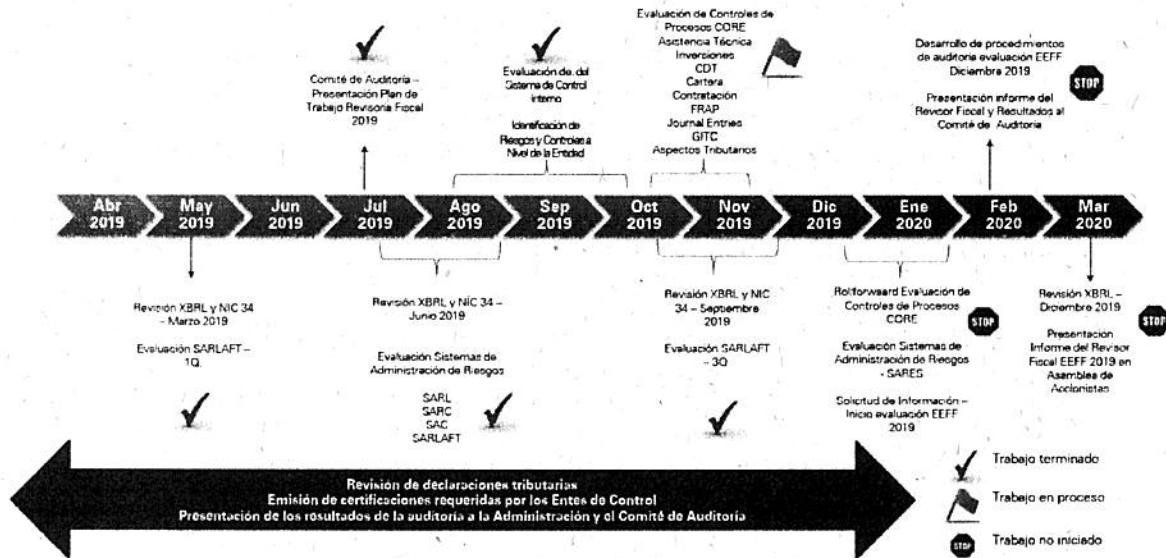 Comité de Auditoría –
Presentación Plan de
Trabajo Revisoría Fiscal
2019
Evaluación de. del
Sistema de Control
interno
Identificación de
Riesgos y Controles a
Nivel de la Entidad
Evaluación de Controles de
Procesos CORE
Asistencia Técnica
Inversiones
CDT
Cartera
Contratación
FRAP
Journal Entries
GITC
Aspectos Tributarios
Desarrollo de procedimientos
de auditoria evaluación EEFF
Diciembre 2019
Presentación informe del
Revisor Fiscal y Resultados al
Comité de Auditoría
STOP
Abr
2019
May
2019
Jun
2019
Jul
2019
Ago
2019
Sep
2019
Oct
2019
Nov
2019
Dic
2019
Ene
2020
Feb
2020
Mar
2020
Revisión XBRL y NIC 34
– Marzo 2019
Evaluación SARLAFT –
1Q.
Revisión XBRL y NIC 34 –
Junio 2019
Evaluación Sistemas de
Administración de Riesgos
SARL
SARC
SAC
SARLAFT
Revisión XBRL y NIC
34 – Septiembre
2019
Evaluación SARLAFT
– 3Q
Rollforwaard Evaluación de
Controles de Procesos
CORE
Evaluación Sistemas de
Administración de Riesgos
- SARES
Solicitud de Información –
Inicio evaluación EEFF
2019
STOP
Revisión XBRL –
Diciembre 2019
Presentación
Informe del Revisor
Fiscal EEFF 2019 en
Asamblea de
Accionistas
STOP
Revisión de declaraciones tributarias
Emisión de certificaciones requeridas por los Entes de Control
Presentación de los resultados de la auditoría a la Administración y el Comité de Auditoría
Trabajo terminado
Trabajo en proceso
STOP
Trabajo no iniciado